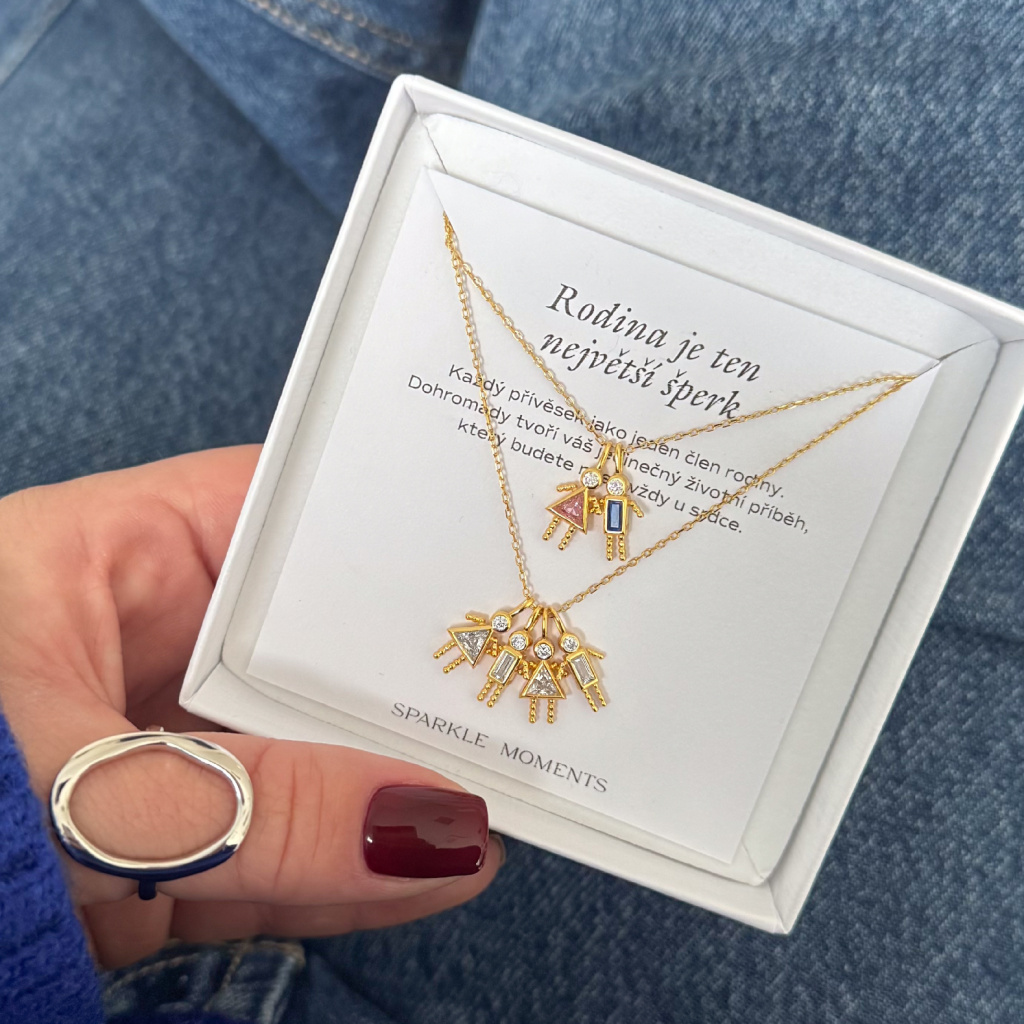 Rodina je ten
největší šperk
Každý přívěsek jako jeden člen rodiny.
Dohromady tvoří váš jedinečný životní příběh,
který budete vždy u srdce.
SPARKLE MOMENTS